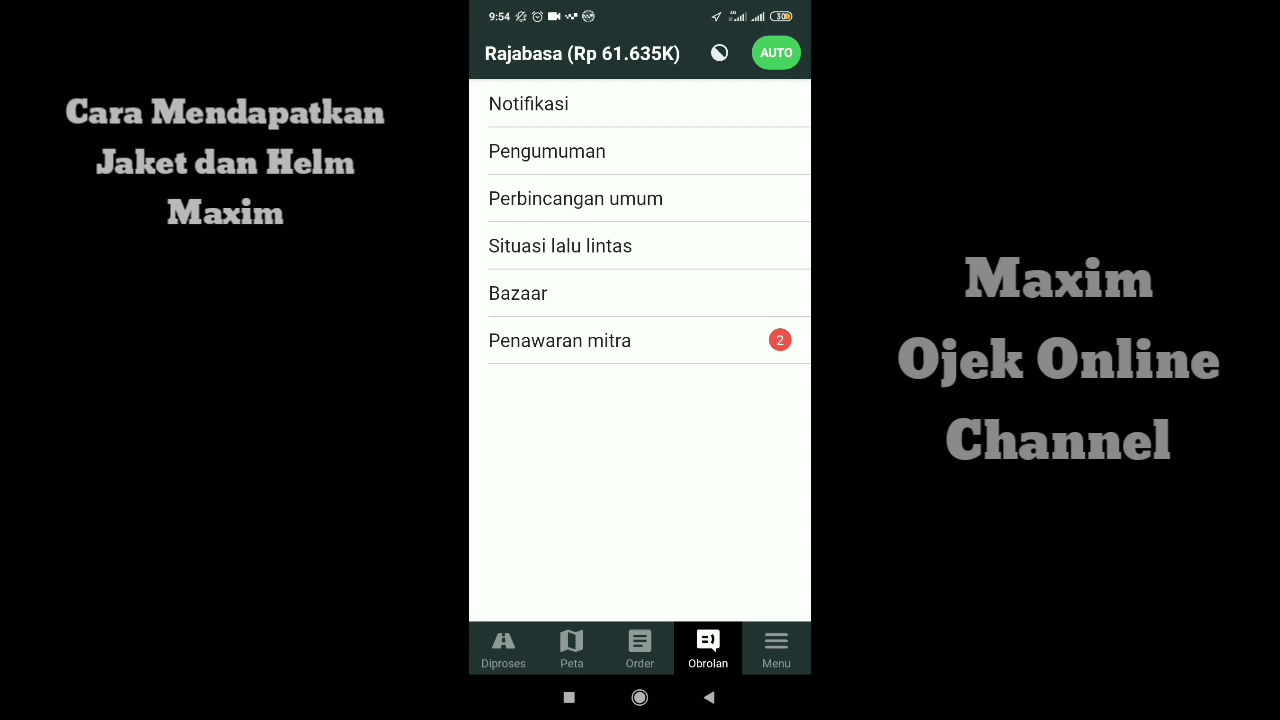 Cara Mendapatkan
Jaket dan Helm
Maxim
9:54
30
Rajabasa (Rp 61.635K)
AUTO
Notifikasi
Pengumuman
Perbincangan umum
Situasi lalu lintas
Bazaar
Penawaran mitra
2
Diproses
Peta
Order
Obrolan
Menu
Maxim
Ojek Online
Channel